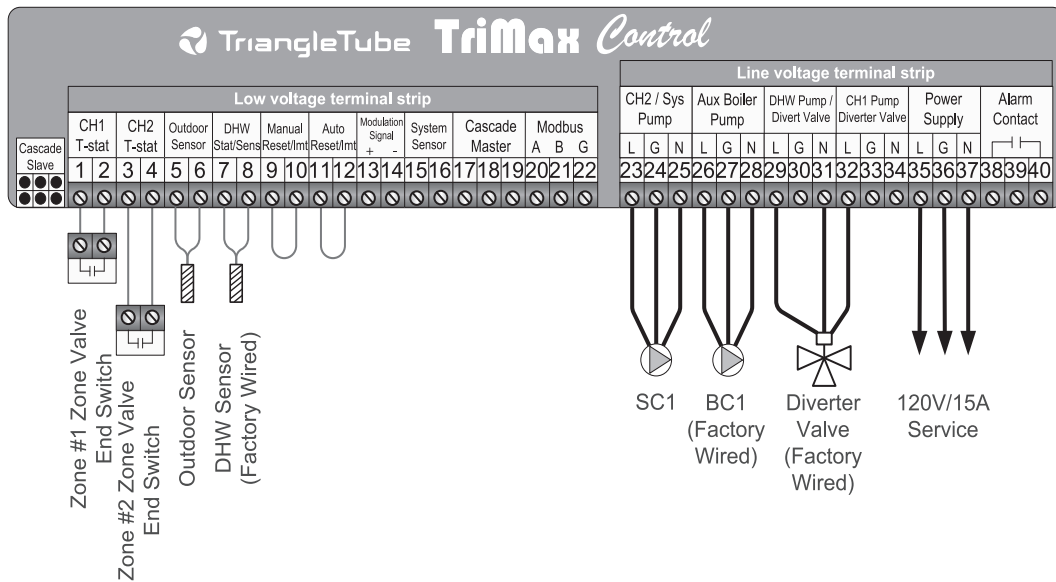 TriangleTube TriMax Control
Low voltage terminal strip
Line voltage terminal strip
Cascade
Slave
CH1
T-stat
CH2
T-stat
Outdoor
Sensor
DHW
Stat/Sens
Manual
Reset/lmt
Auto
Reset/lmt
Modulation
Signal
+ -
System
Sensor
Cascade
Master
Modbus
A B G
CH2 / Sys
Pump
L G N
Aux Boiler
Pump
L G N
DHW Pump /
Divert Valve
L G N
CH1 Pump
Diverter Valve
L G N
Power
Supply
L G N
Alarm
Contact
1 2 3 4 5 6 7 8 9 10 11 12 13 14 15 16 17 18 19 20 21 22
23 24 25 26 27 28 29 30 31 32 33 34 35 36 37 38 39 40
Zone #1 Zone Valve
End Switch
Zone #2 Zone Valve
End Switch
Outdoor Sensor
DHW Sensor
(Factory Wired)
SC1
BC1
(Factory
Wired)
Diverter
Valve
(Factory
Wired)
120V/15A
Service